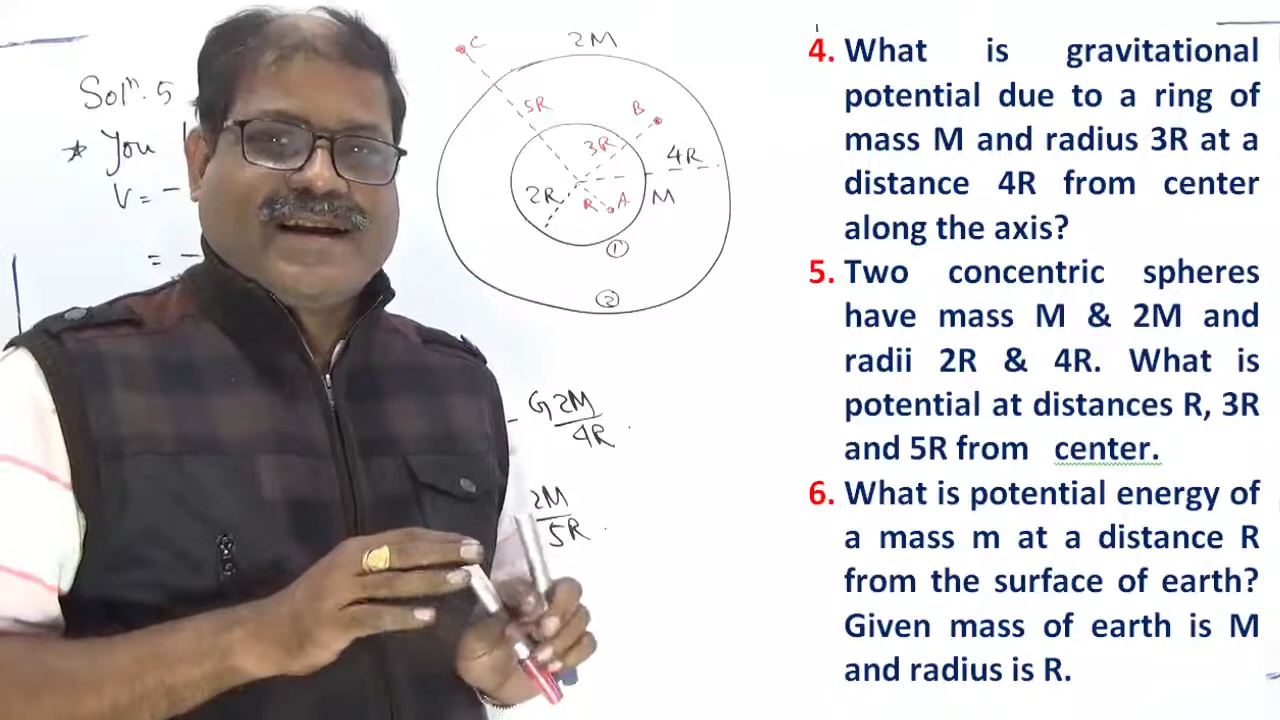 Solⁿ. 5
* You
V = -
= -
C
2M
5R
B
3R
4R
2R
R
A
M
①
②
- G2M/4R.
2M/5R.
4. What is gravitational
potential due to a ring of
mass M and radius 3R at a
distance 4R from center
along the axis?
5. Two concentric spheres
have mass M & 2M and
radii 2R & 4R. What is
potential at distances R, 3R
and 5R from center.
6. What is potential energy of
a mass m at a distance R
from the surface of earth?
Given mass of earth is M
and radius is R.